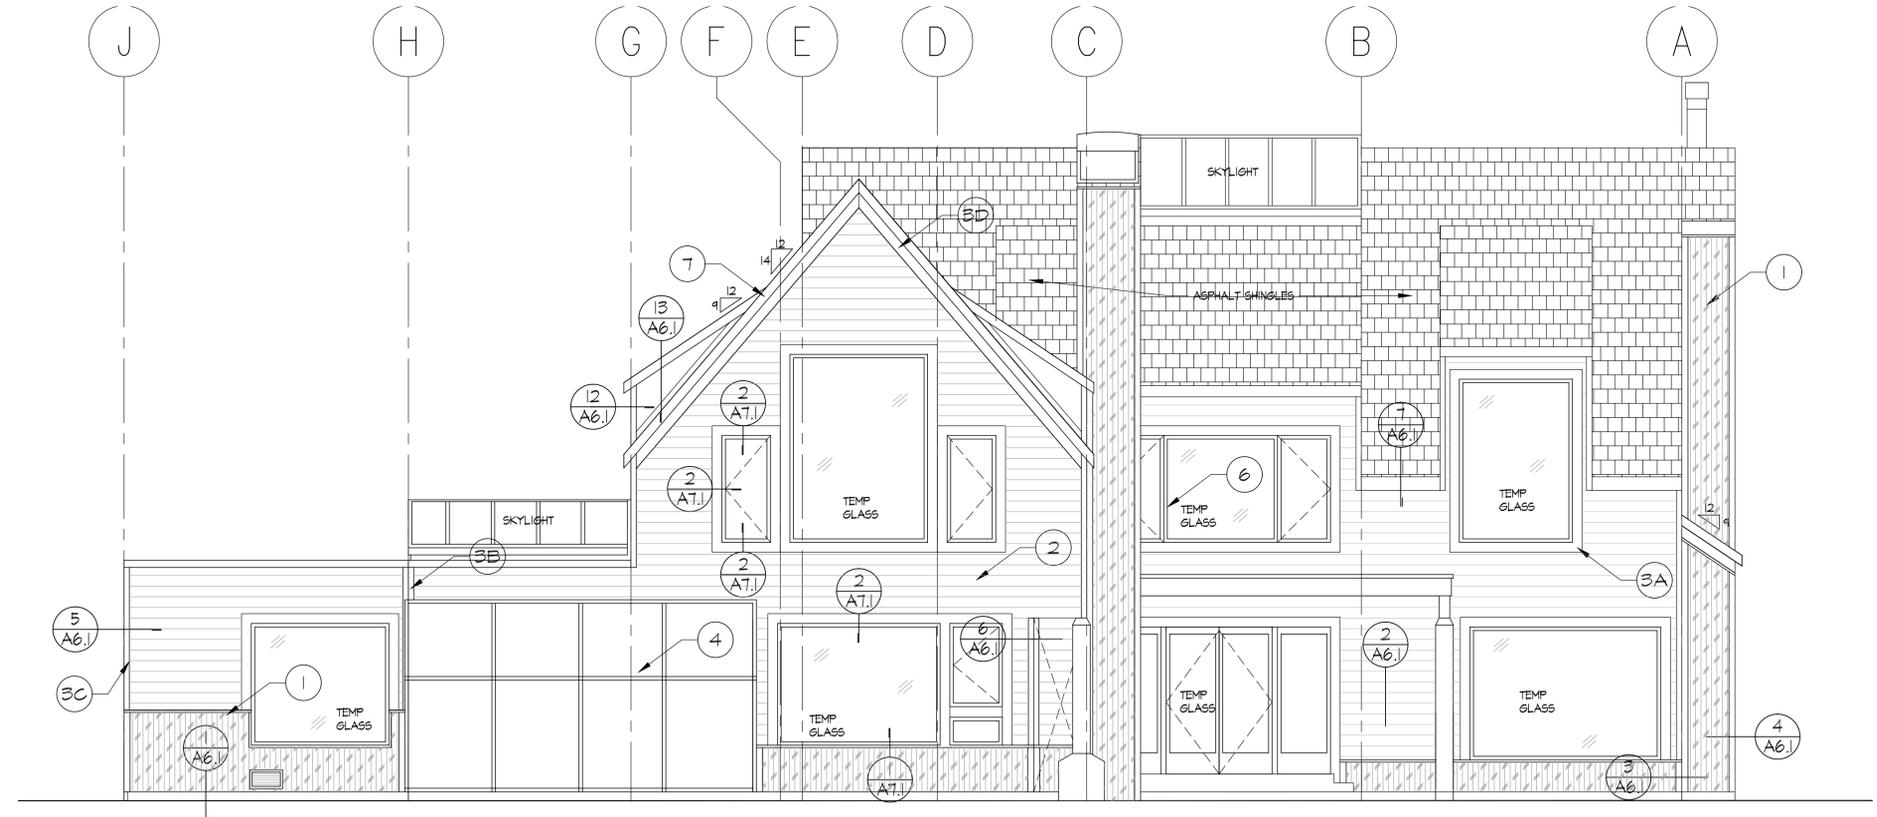 J H G F E D C B A
SKYLIGHT
3D
12
14
7
12
9
1
13
A6.1
ASPHALT SHINGLES
12
A6.1
2
A7.1
7
A6.1
2
A7.1
6
TEMP
GLASS
TEMP
GLASS
TEMP
GLASS
12
9
SKYLIGHT
3B
2
2
A7.1
2
A7.1
3A
5
A6.1
4
6
A6.1
2
A6.1
3C
1
TEMP
GLASS
TEMP
GLASS
TEMP
GLASS
TEMP
GLASS
1
A6.1
4
A6.1
1
A7.1
3
A6.1